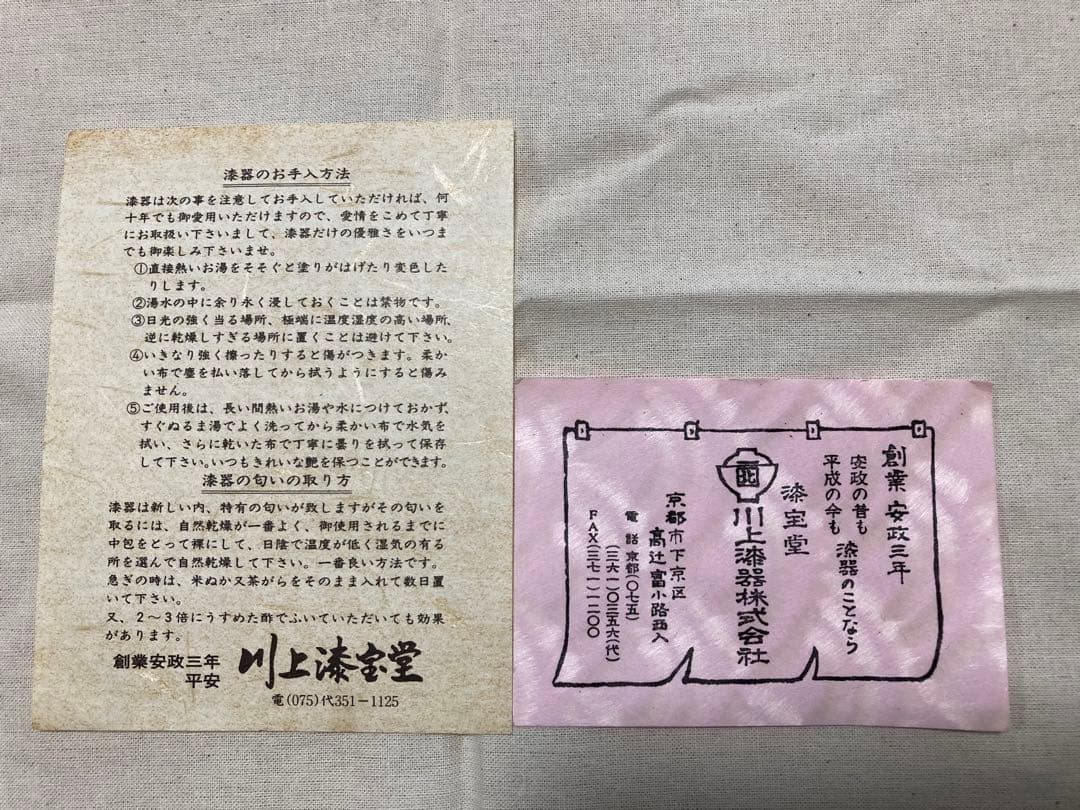 漆器のお手入方法
漆器は次の事を注意してお手入していただければ、何
十年でも御愛用いただけますので、愛情をこめて丁寧
にお取扱い下さいまして、漆器だけの優雅さをいつま
でも御楽しみ下さいませ。
①直接熱いお湯をそそぐと塗りがはげたり変色した
りします。
②湯水の中に余り永く浸しておくことは禁物です。
③日光の強く当る場所、極端に温度湿度の高い場所、
逆に乾燥しすぎる場所に置くことは避けて下さい。
④いきなり強く擦ったりすると傷がつきます。柔か
い布で塵を払い落してから拭うようにすると傷み
ません。
⑤ご使用後は、長い間熱いお湯や水につけておかず、
すぐぬるま湯でよく洗ってから柔かい布で水気を
拭い、さらに乾いた布で丁寧に曇りを拭って保存
して下さい。いつもきれいな艶を保つことができます。
漆器の匂いの取り方
漆器は新しい内、特有の匂いが致しますがその匂いを
取るには、自然乾燥が一番よく、御使用されるまでに
中包をとって裸にして、日陰で温度が低く湿気の有る
所を選んで自然乾燥して下さい。一番良い方法です。
急ぎの時は、米ぬか又茶がらをそのまま入れて数日置
いて下さい。
又、2～3倍にうすめた酢でふいていただいても効果
があります。
創業安政三年
平安
川上漆宝堂
電(075)代351−1125
創業 安政三年
安政の昔も
平成の今も
漆器のことなら
漆宝堂
川上漆器株式会社
京都市下京区
高辻富小路西入
電話京都(〇七五)
(三六一)〇三五六(代)
FAX(三七一)一二〇〇